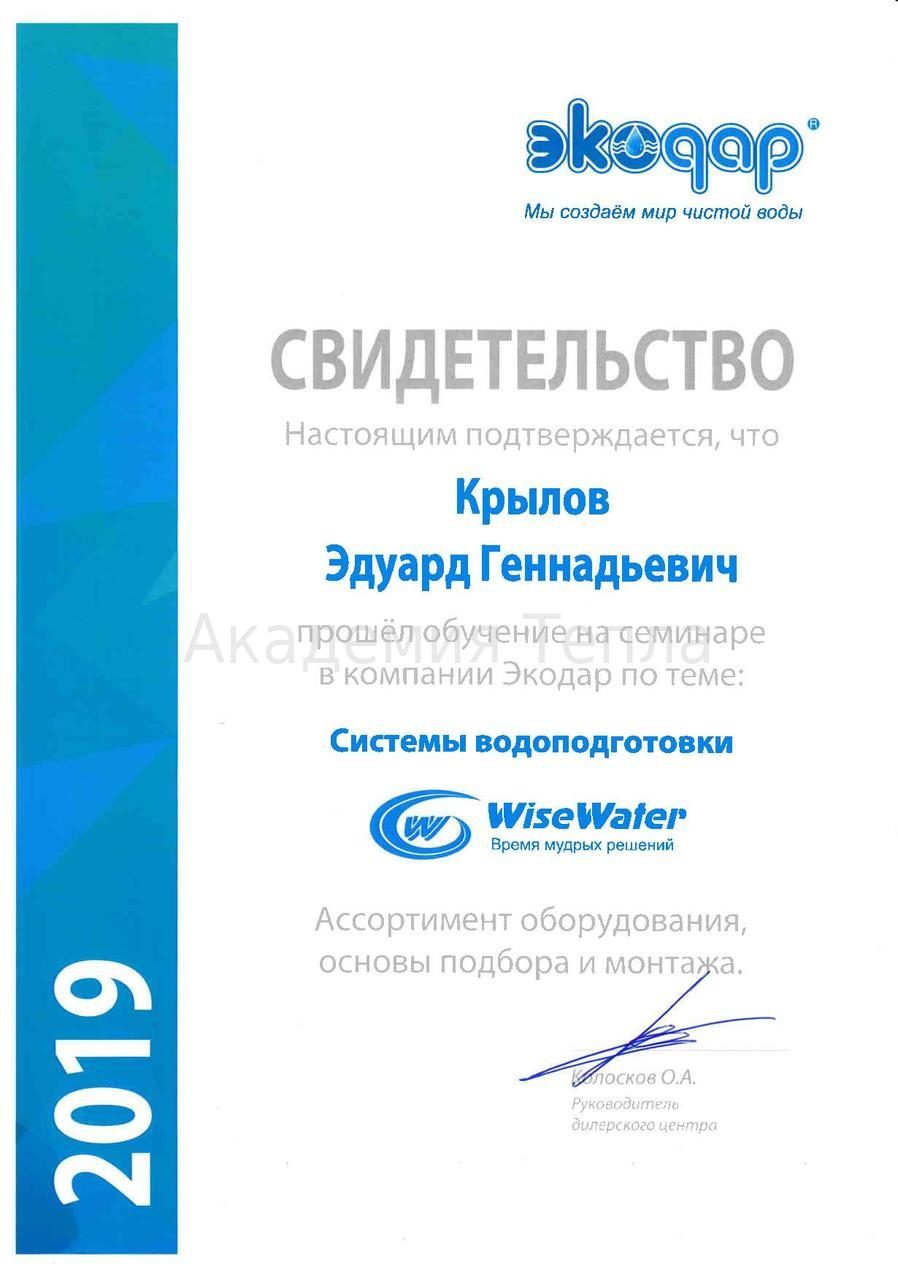 экодар®
Мы создаём мир чистой воды
СВИДЕТЕЛЬСТВО
Настоящим подтверждается, что
Крылов
Эдуард Геннадьевич
прошёл обучение на семинаре
Академия Тепла
в компании Экодар по теме:
Системы водоподготовки
W WiseWater
Время мудрых решений
Ассортимент оборудования,
основы подбора и монтажа.
Колосков О.А.
Руководитель
дилерского центра
2019